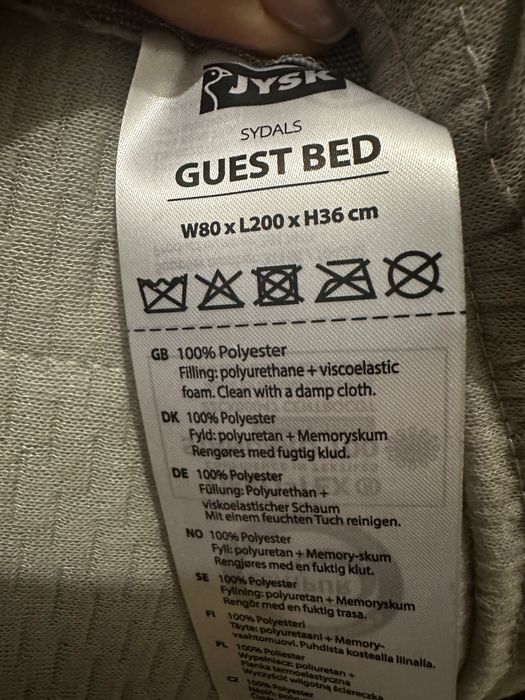 JYSK
SYDALS
GUEST BED
W80 x L200 x H36 cm
GB 100% Polyester
Filling: polyurethane + viscoelastic
foam. Clean with a damp cloth.
DK 100% Polyester
Fyld: polyuretan + Memoryskum
Rengøres med fugtig klud.
DE 100% Polyester
Füllung: Polyurethan +
viskoelastischer Schaum
Mit einem feuchten Tuch reinigen.
NO 100% Polyester
Fyll: polyuretan + Memory-skum
Rengjøres med en fuktig klut.
SE 100% Polyester
Fyllning: polyuretan + Memoryskum
Rengör med en fuktig trasa.
FI 100% Polyesteri
Täyte: polyuretaani + Memory-
vaahtomuovi. Puhdista kostealla liinalla.
PL 100% Poliester
Wypełniacz: poliuretan +
Pianka termoelastyczna
Wyczyścić wilgotną ściereczka
CZ 100% Polyester